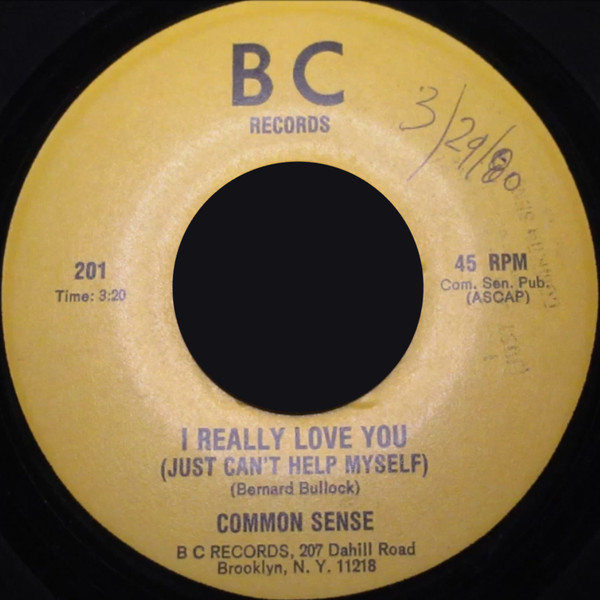 B C
RECORDS
3/29/80
201
Time: 3:20
45 RPM
Com. Sen. Pub.
(ASCAP)
I REALLY LOVE YOU
(JUST CAN'T HELP MYSELF)
(Bernard Bullock)
COMMON SENSE
B C RECORDS, 207 Dahill Road
Brooklyn, N. Y. 11218